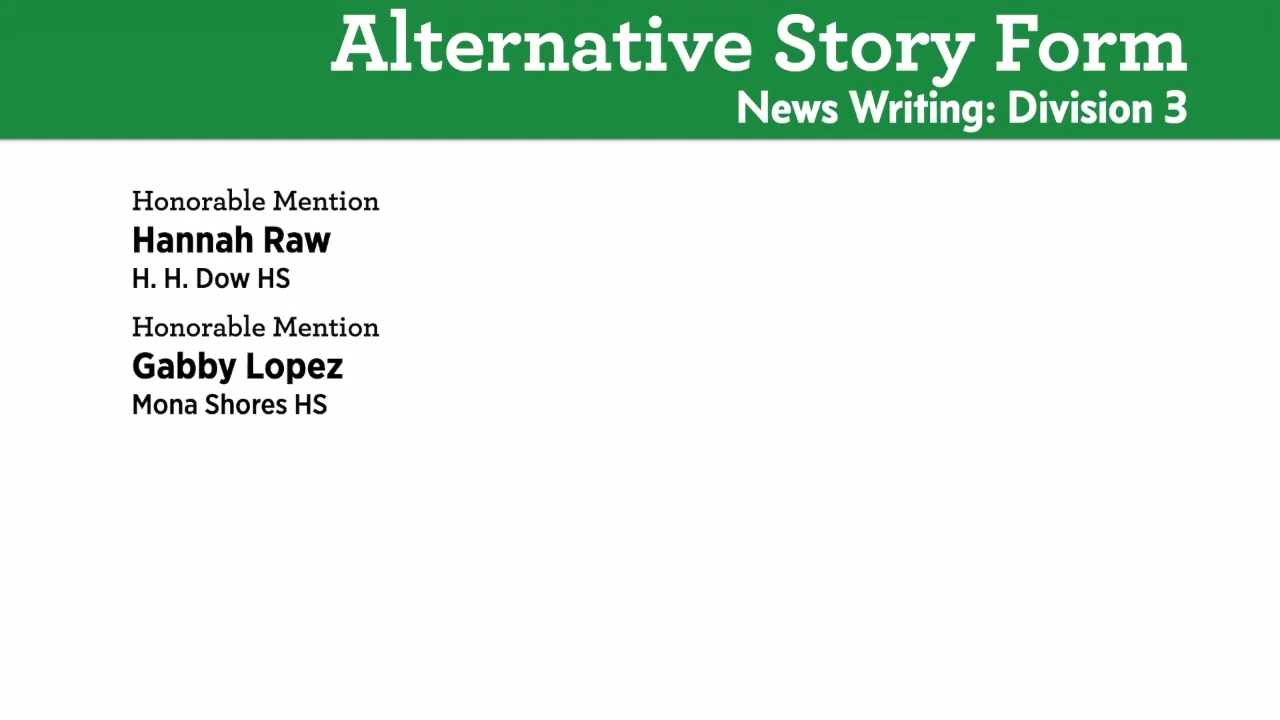 Alternative Story Form
News Writing: Division 3
Honorable Mention
Hannah Raw
H. H. Dow HS
Honorable Mention
Gabby Lopez
Mona Shores HS